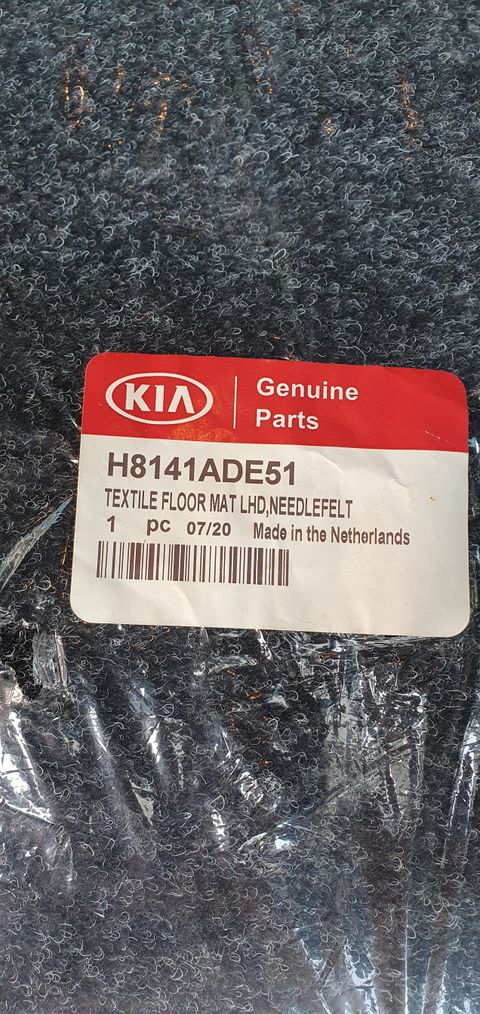 KIA
Genuine
Parts
H8141ADE51
TEXTILE FLOOR MAT LHD,NEEDLEFELT
1 pc 07/20 Made in the Netherlands